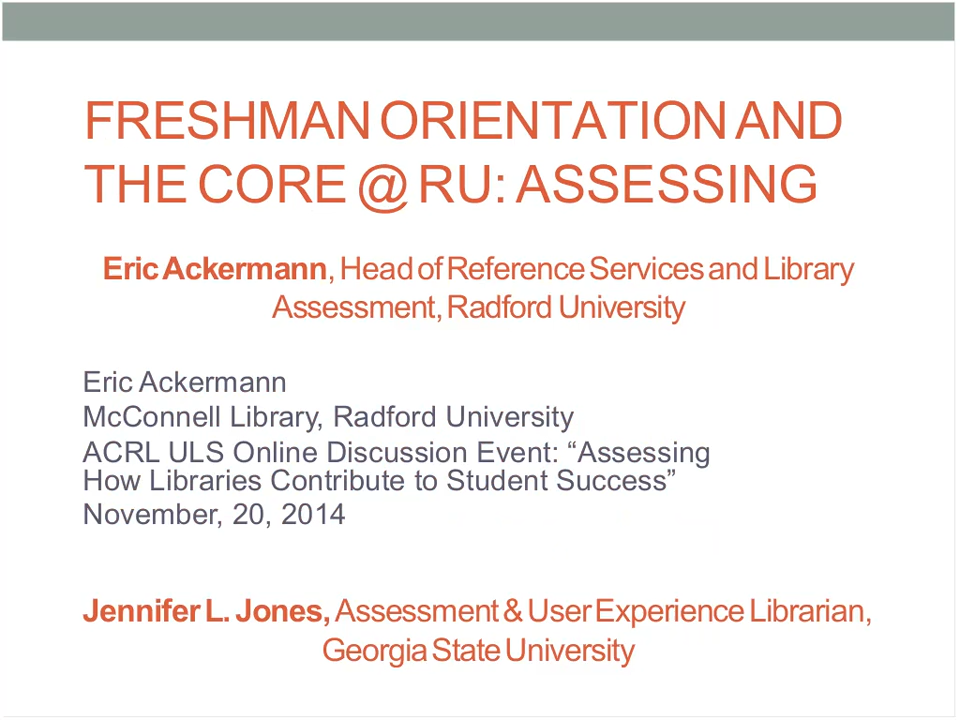 FRESHMAN ORIENTATION AND
THE CORE @ RU: ASSESSING
Eric Ackermann, Head of Reference Services and Library
Assessment, Radford University
Eric Ackermann
McConnell Library, Radford University
ACRL ULS Online Discussion Event: “Assessing
How Libraries Contribute to Student Success”
November, 20, 2014
Jennifer L. Jones, Assessment & User Experience Librarian,
Georgia State University